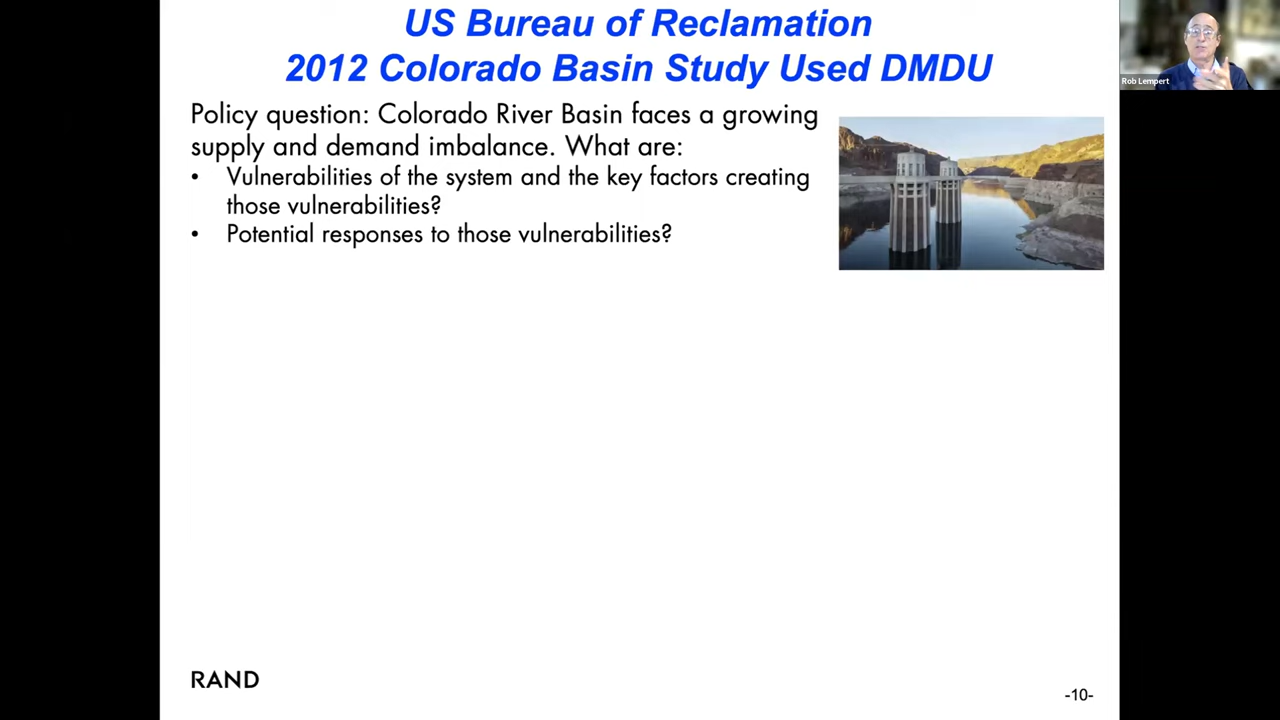 US Bureau of Reclamation
2012 Colorado Basin Study Used DMDU
Rob Lempert
Policy question: Colorado River Basin faces a growing
supply and demand imbalance. What are:
• Vulnerabilities of the system and the key factors creating
those vulnerabilities?
• Potential responses to those vulnerabilities?
RAND
-10-